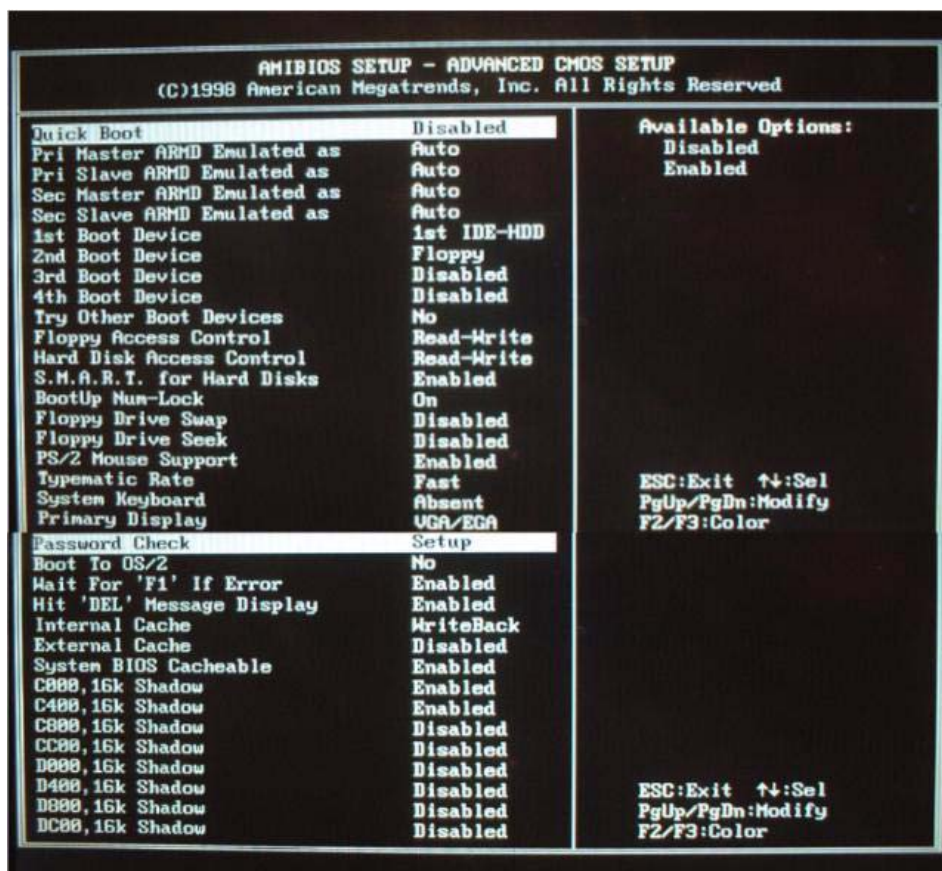 AMIBIOS SETUP - ADVANCED CMOS SETUP
(C)1998 American Megatrends, Inc. All Rights Reserved
Quick Boot Disabled
Pri Master ARMD Emulated as Auto
Pri Slave ARMD Emulated as Auto
Sec Master ARMD Emulated as Auto
Sec Slave ARMD Emulated as Auto
1st Boot Device 1st IDE-HDD
2nd Boot Device Floppy
3rd Boot Device Disabled
4th Boot Device Disabled
Try Other Boot Devices No
Floppy Access Control Read-Write
Hard Disk Access Control Read-Write
S.M.A.R.T. for Hard Disks Enabled
BootUp Num-Lock On
Floppy Drive Swap Disabled
Floppy Drive Seek Disabled
PS/2 Mouse Support Enabled
Typematic Rate Fast
System Keyboard Absent
Primary Display VGA/EGA
Available Options:
Disabled
Enabled
ESC:Exit ↑↓:Sel
PgUp/PgDn:Modify
F2/F3:Color
Password Check Setup
Boot To OS/2 No
Wait For 'F1' If Error Enabled
Hit 'DEL' Message Display Enabled
Internal Cache WriteBack
External Cache Disabled
System BIOS Cacheable Enabled
C000,16k Shadow Enabled
C400,16k Shadow Enabled
C800,16k Shadow Disabled
CC00,16k Shadow Disabled
D000,16k Shadow Disabled
D400,16k Shadow Disabled
D800,16k Shadow Disabled
DC00,16k Shadow Disabled
ESC:Exit ↑↓:Sel
PgUp/PgDn:Modify
F2/F3:Color